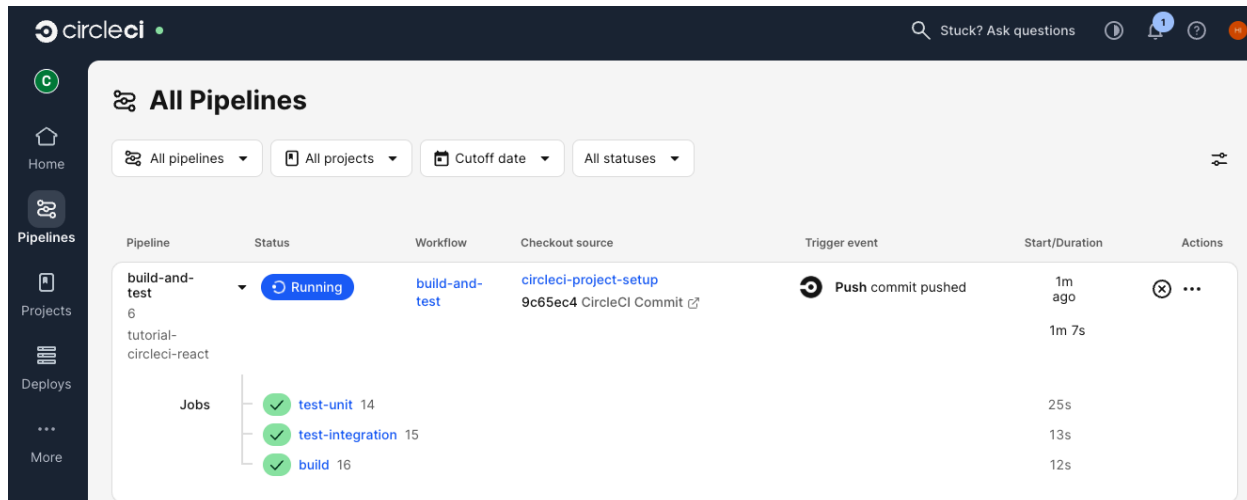 circleci
Stuck? Ask questions
1
?
HI
C
All Pipelines
Home
All pipelines
All projects
Cutoff date
All statuses
Pipelines
Pipeline Status Workflow Checkout source Trigger event Start/Duration Actions
build-and-test
Running
build-and-test
circleci-project-setup
9c65ec4 CircleCI Commit
Push commit pushed
1m ago
1m 7s
6
tutorial-circleci-react
Projects
Deploys
More
Jobs
test-unit 14 25s
test-integration 15 13s
build 16 12s